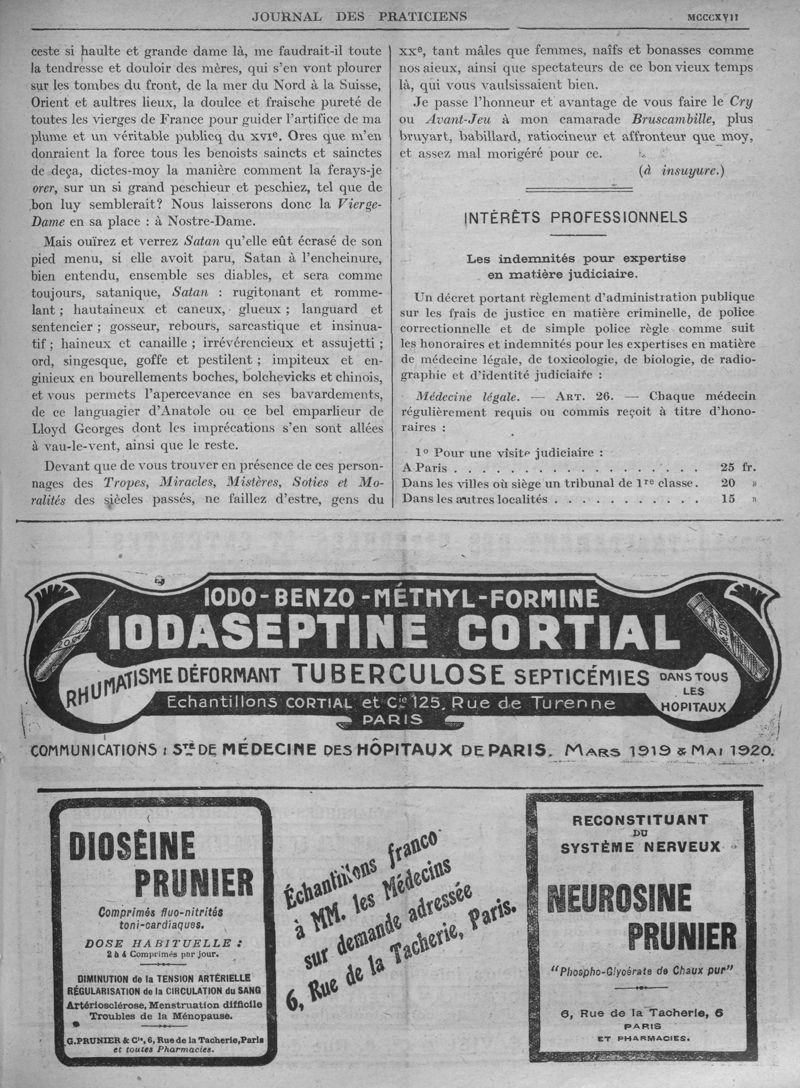 JOURNAL DES PRATICIENS
MCCCXVII
ceste si haulte et grande dame là, me faudrait-il toute
la tendresse et douloir des mères, qui s'en vont plourer
sur les tombes du front, de la mer du Nord à la Suisse,
Orient et aultres lieux, la doulce et fraische pureté de
toutes les vierges de France pour guider l'artifice de ma
plume et un véritable publicq du XVIe. Ores que m'en
donraient la force tous les benoists saincts et sainctes
de deça, dictes-moy la manière comment la ferays-je
orer, sur un si grand peschieur et peschiez, tel que de
bon luy semblerait? Nous laisserons donc la Vierge-
Dame en sa place : à Nostre-Dame.
Mais ouïrez et verrez Satan qu'elle eût écrasé de son
pied menu, si elle avoit paru, Satan à l'encheinure,
bien entendu, ensemble ses diables, et sera comme
toujours, satanique, Satan : rugitonant et romme-
lant ; hautaineux et caneux, glueux ; languard et
sentencier ; gosseur, rebours, sarcastique et insinua-
tif ; haineux et canaille ; irrévérencieux et assujetti ;
ord, singesque, goffe et pestilent ; impiteux et en-
ginieux en bourellements boches, bolchevicks et chinois,
et vous permets l'apercevance en ses bavardements,
de ce languagier d'Anatole ou ce bel emparlieur de
Lloyd Georges dont les imprécations s'en sont allées
à vau-le-vent, ainsi que le reste.
Devant que de vous trouver en présence de ces person-
nages des Tropes, Miracles, Mistères, Soties et Mo-
ralités des siècles passés, ne faillez d'estre, gens du
XXe, tant mâles que femmes, naïfs et bonasses comme
nos aieux, ainsi que spectateurs de ce bon vieux temps
là, qui vous vaulsissaient bien.
Je passe l'honneur et avantage de vous faire le Cry
ou Avant-Jeu à mon camarade Bruscambille, plus
bruyart, babillard, ratiocineur et affronteur que moy,
et assez mal morigéré pour ce.
(à insuyure.)
INTÉRÊTS PROFESSIONNELS
Les indemnités pour expertise
en matière judiciaire.
Un décret portant règlement d'administration publique
sur les frais de justice en matière criminelle, de police
correctionnelle et de simple police règle comme suit
les honoraires et indemnités pour les expertises en matière
de médecine légale, de toxicologie, de biologie, de radio-
graphie et d'identité judiciaire :
Médecine légale. — ART. 26. — Chaque médecin
régulièrement requis ou commis reçoit à titre d'hono-
raires :
1º Pour une visite judiciaire :
A Paris . . . . . . . . . . . . . . . . . . 25 fr.
Dans les villes où siège un tribunal de 1re classe. 20 »
Dans les autres localités . . . . . . . . . . . 15 »
IODO-BENZO-MÉTHYL-FORMINE
IODASEPTINE CORTIAL
RHUMATISME DÉFORMANT TUBERCULOSE SEPTICÉMIES DANS TOUS
LES
HOPITAUX
Echantillons CORTIAL et Cie 125, Rue de Turenne
PARIS
COMMUNICATIONS : STÉ DE MÉDECINE DES HÔPITAUX DE PARIS. MARS 1919 & MAI 1920.
DIOSÉINE
PRUNIER
Comprimés fluo-nitrités
toni-cardiaques.
DOSE HABITUELLE :
2 à 4 Comprimés par jour.
DIMINUTION de la TENSION ARTÉRIELLE
RÉGULARISATION de la CIRCULATION du SANG
Artériosclérose, Menstruation difficile
Troubles de la Ménopause.
G. PRUNIER & Cie, 6, Rue de la Tacherie, Paris
et toutes Pharmacies.
Échantillons franco
à MM. les Médecins
sur demande adressée
6, Rue de la Tacherie, Paris.
RECONSTITUANT
DU
SYSTÈME NERVEUX
NEUROSINE
PRUNIER
"Phospho-Glycérate de Chaux pur"
6, Rue de la Tacherie, 6
PARIS
ET PHARMACIES.